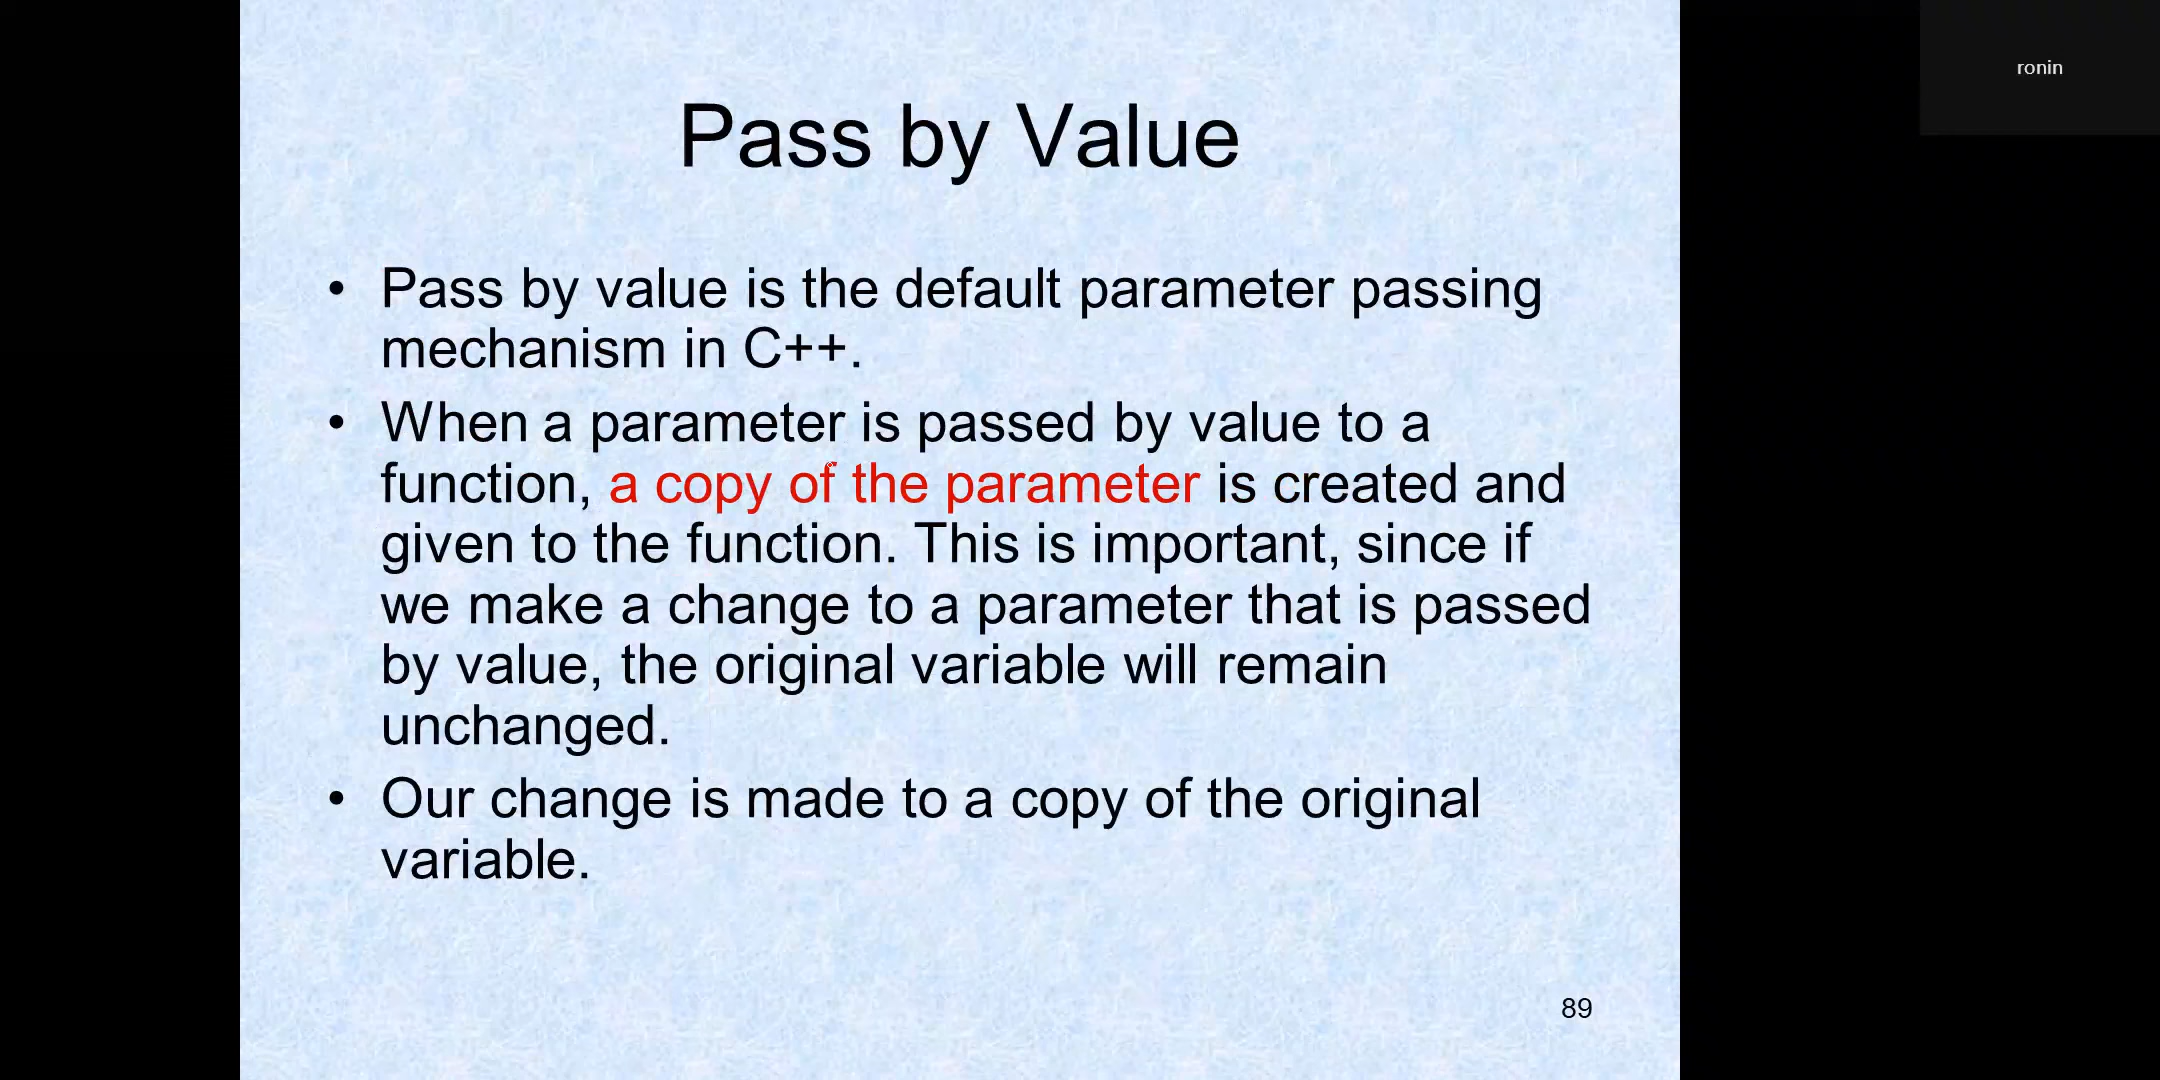 ronin
Pass by Value
• Pass by value is the default parameter passing
mechanism in C++.
• When a parameter is passed by value to a
function, a copy of the parameter is created and
given to the function. This is important, since if
we make a change to a parameter that is passed
by value, the original variable will remain
unchanged.
• Our change is made to a copy of the original
variable.
89